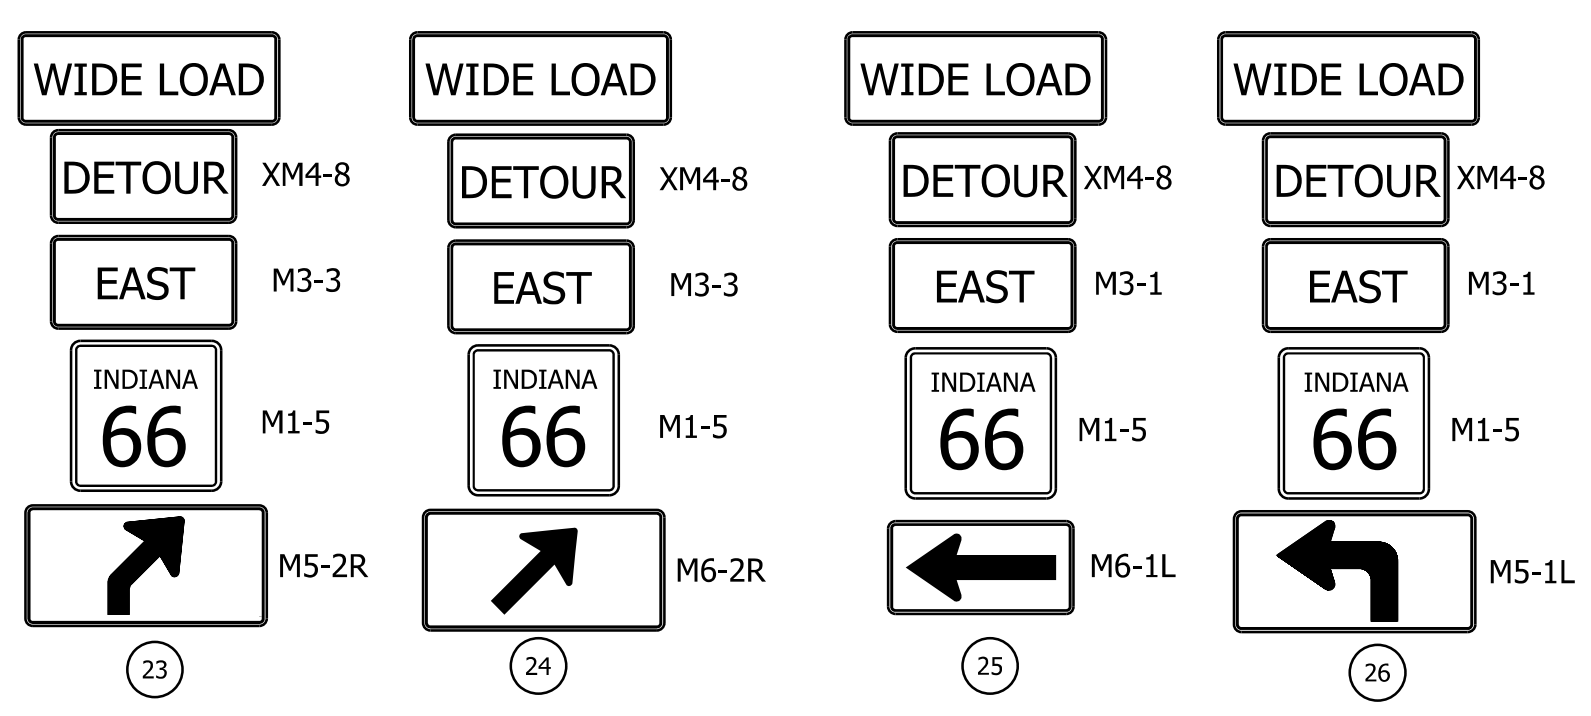 WIDE LOAD
DETOUR XM4-8
EAST M3-3
INDIANA
66 M1-5
M5-2R
23
WIDE LOAD
DETOUR XM4-8
EAST M3-3
INDIANA
66 M1-5
M6-2R
24
WIDE LOAD
DETOUR XM4-8
EAST M3-1
INDIANA
66 M1-5
M6-1L
25
WIDE LOAD
DETOUR XM4-8
EAST M3-1
INDIANA
66 M1-5
M5-1L
26